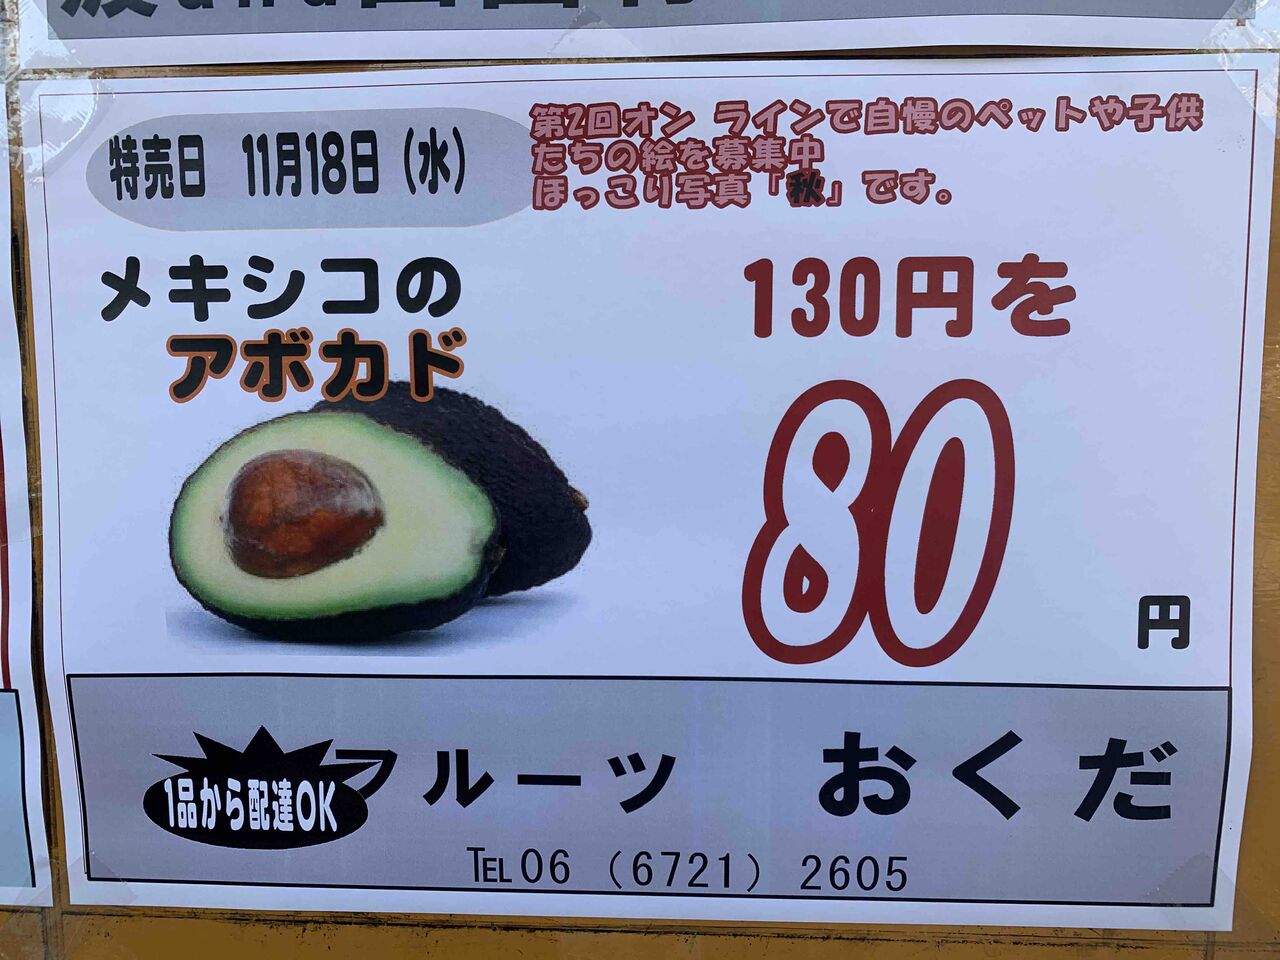 特売日 11月18日(水)
第2回オン ラインで自慢のペットや子供
たちの絵を募集中
ほっこり写真「秋」です。
メキシコの
アボカド
130円を
80
円
1品から配達OK
フルーツ おくだ
TEL 06 (6721) 2605